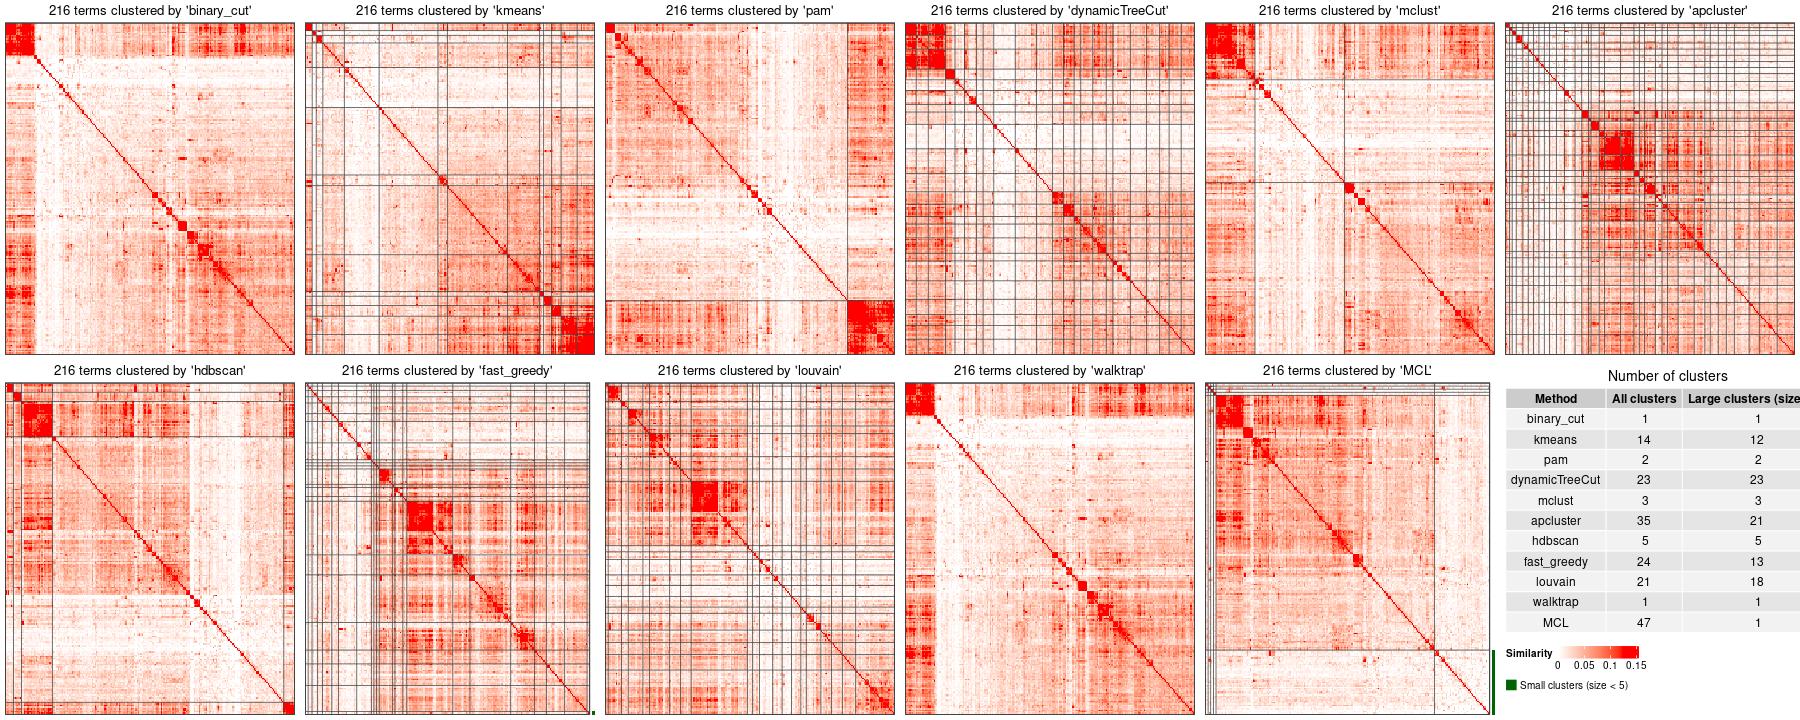 216 terms clustered by 'binary_cut'
216 terms clustered by 'kmeans'
216 terms clustered by 'pam'
216 terms clustered by 'dynamicTreeCut'
216 terms clustered by 'mclust'
216 terms clustered by 'apcluster'
216 terms clustered by 'hdbscan'
216 terms clustered by 'fast_greedy'
216 terms clustered by 'louvain'
216 terms clustered by 'walktrap'
216 terms clustered by 'MCL'
Number of clusters
Method All clusters Large clusters (size
binary_cut 1 1
kmeans 14 12
pam 2 2
dynamicTreeCut 23 23
mclust 3 3
apcluster 35 21
hdbscan 5 5
fast_greedy 24 13
louvain 21 18
walktrap 1 1
MCL 47 1
Similarity
0 0.05 0.1 0.15
Small clusters (size < 5)